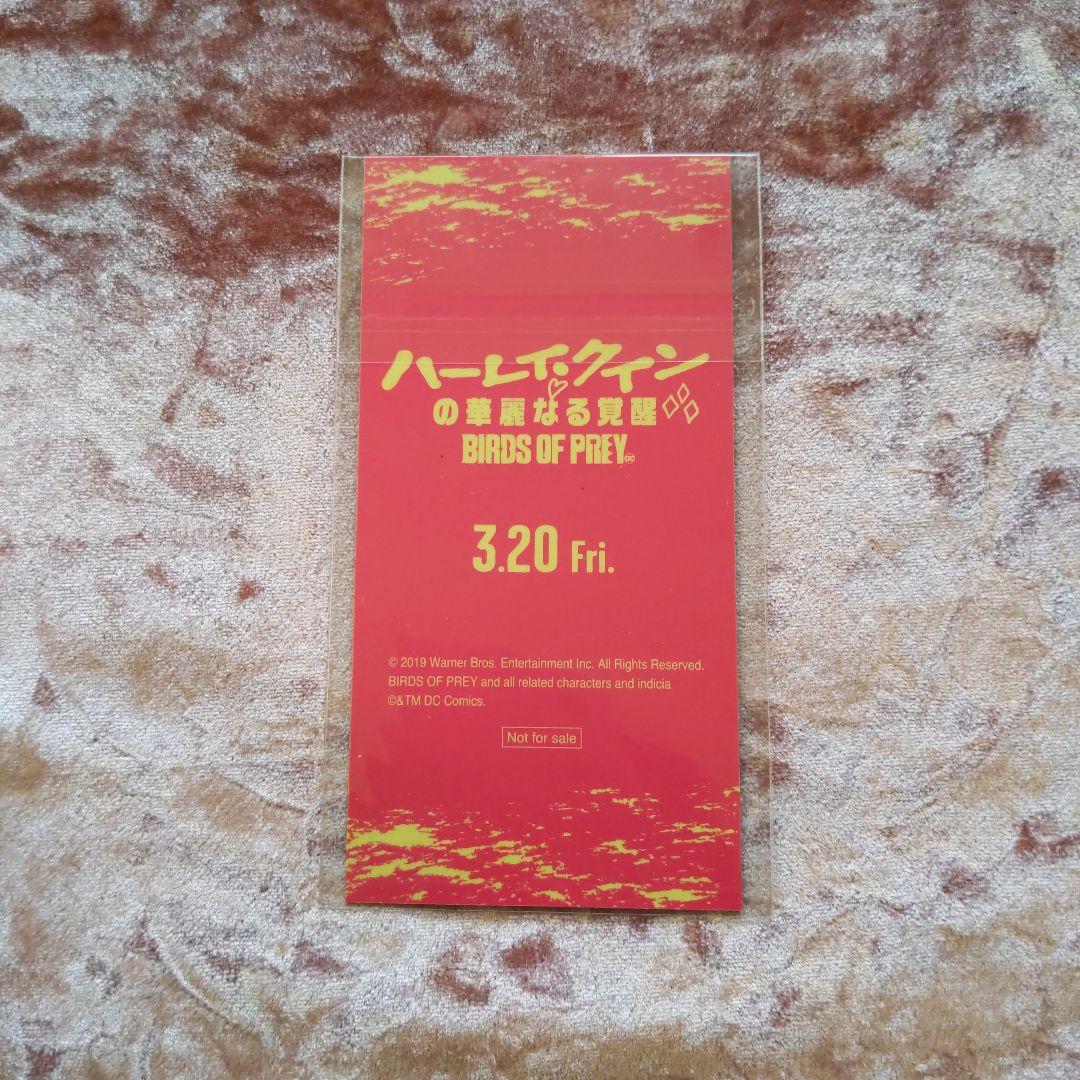 ハーレイ・クイン
の華麗なる覚醒
BIRDS OF PREY DC
3.20 Fri.
© 2019 Warner Bros. Entertainment Inc. All Rights Reserved.
BIRDS OF PREY and all related characters and indicia
©&TM DC Comics.
Not for sale